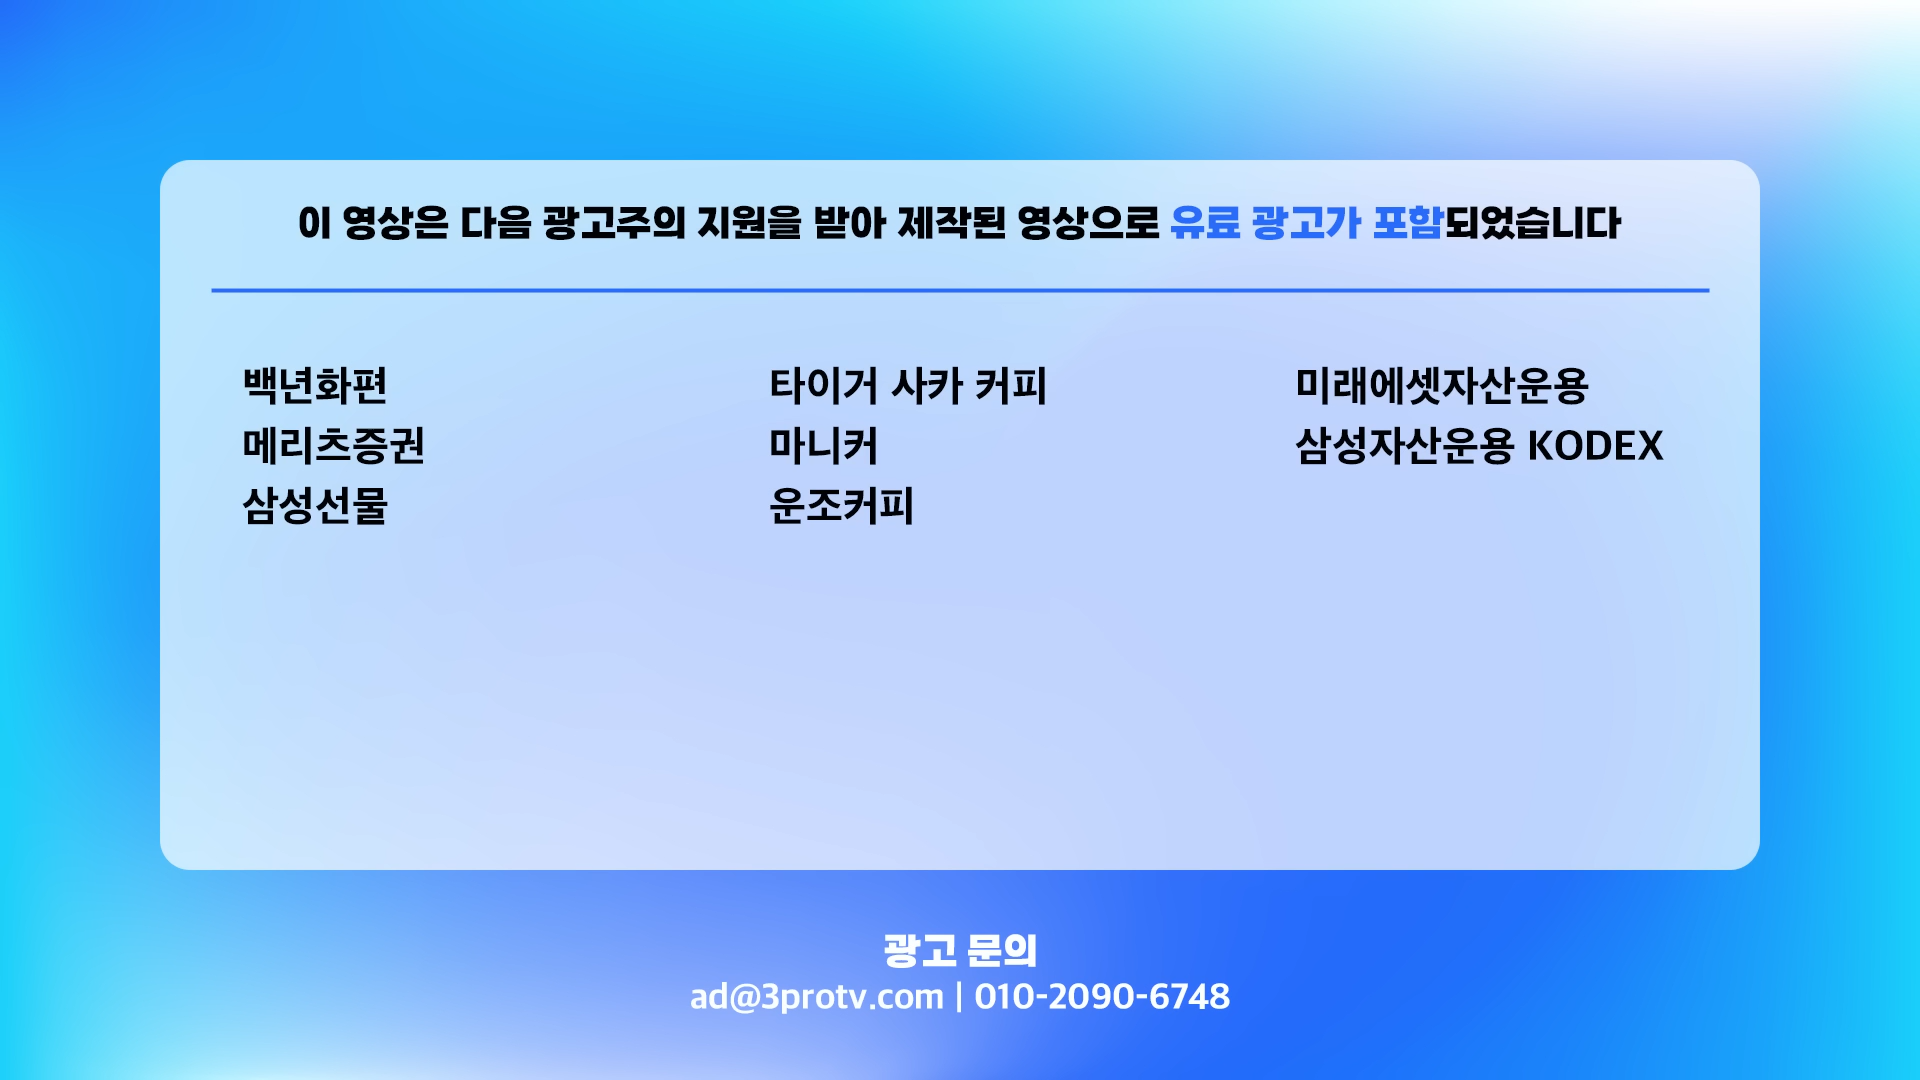 이 영상은 다음 광고주의 지원을 받아 제작된 영상으로 유료 광고가 포함되었습니다
백년화편
메리츠증권
삼성선물
타이거 사카 커피
마니커
운조커피
미래에셋자산운용
삼성자산운용 KODEX
광고 문의
ad@3protv.com | 010-2090-6748